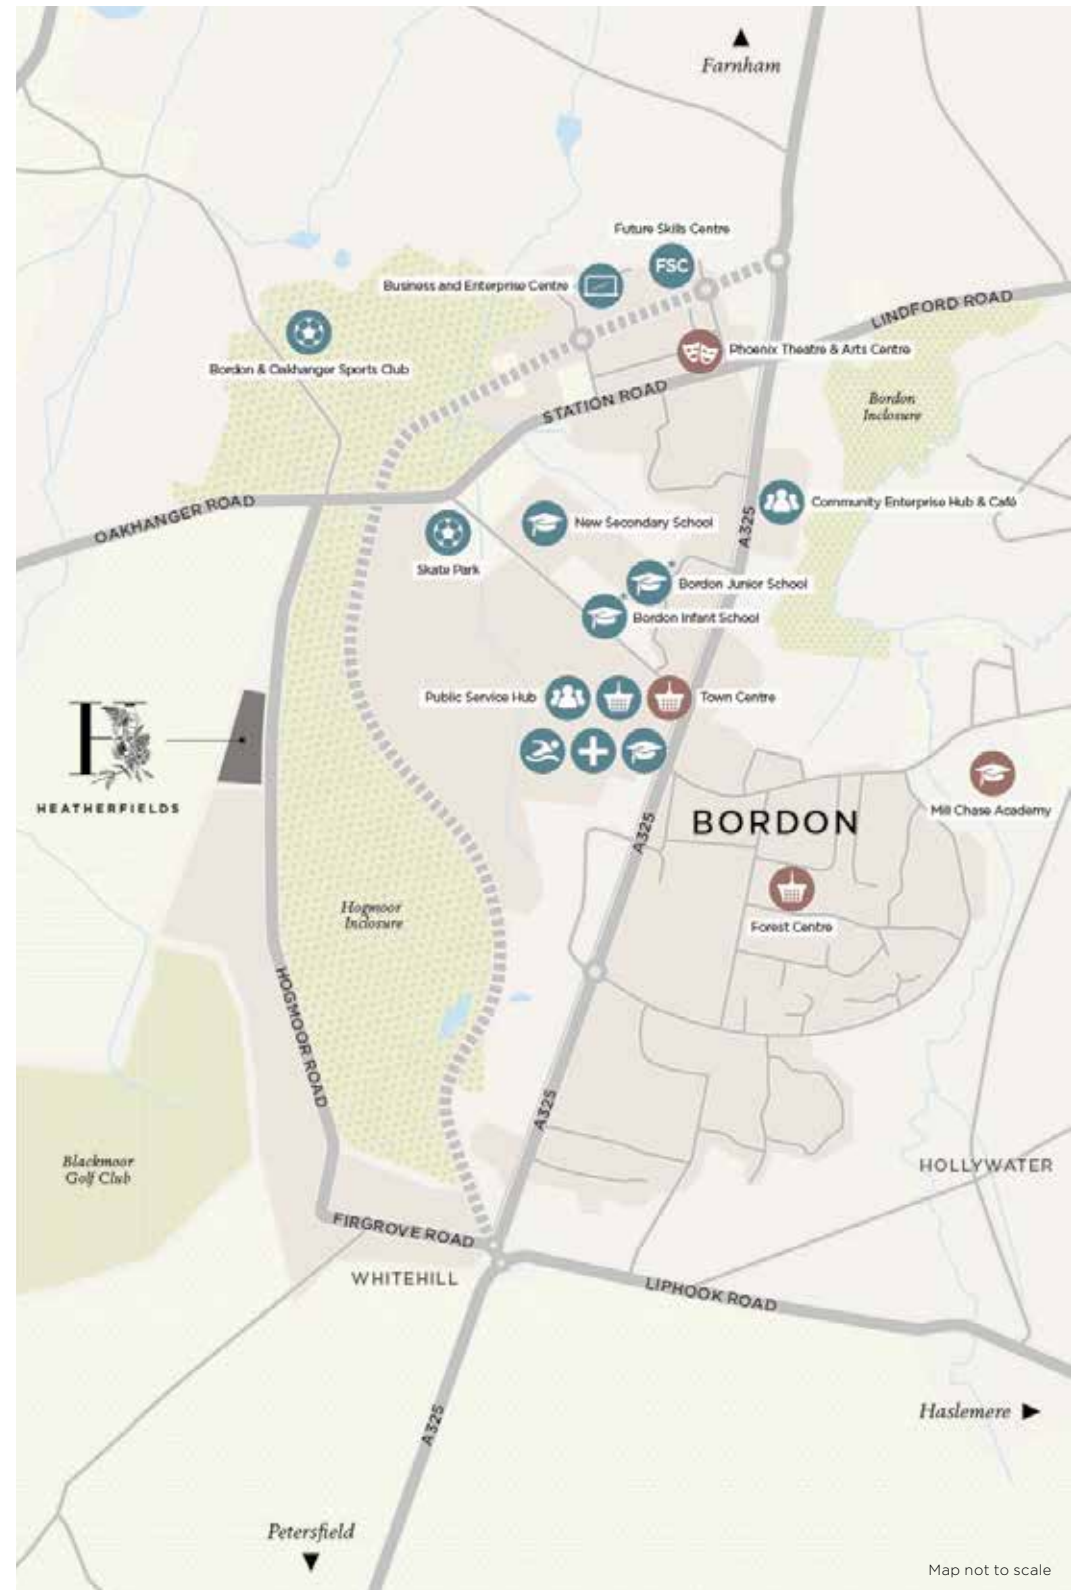 Farnham
Future Skills Centre
FSC
Business and Enterprise Centre
LINDFORD ROAD
Phoenix Theatre & Arts Centre
Bordon & Oakhanger Sports Club
STATION ROAD
Bordon
Inclosure
Community Enterprise Hub & Café
OAKHANGER ROAD
New Secondary School
A325
Skate Park
Bordon Junior School
Bordon Infant School
Public Service Hub
Town Centre
H
HEATHERFIELDS
Mill Chase Academy
BORDON
A325
Hogmoor
Inclosure
Forest Centre
HOGMOOR ROAD
A325
Blackmoor
Golf Club
HOLLYWATER
FIRGROVE ROAD
WHITEHILL
LIPHOOK ROAD
Haslemere
A325
Petersfield
Map not to scale